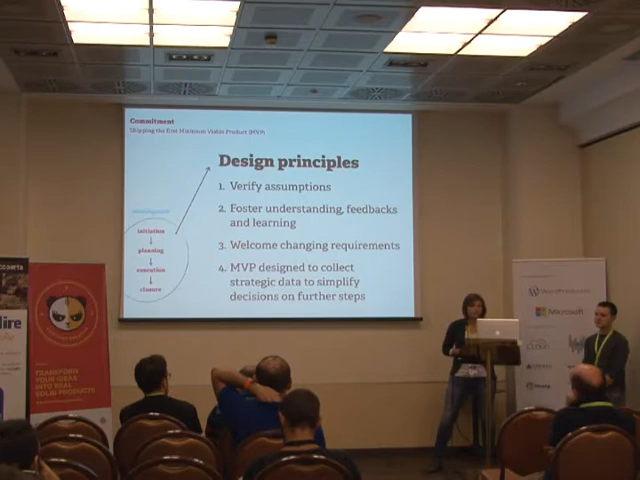 Commitment
Shipping the first Minimum Viable Product (MVP)
Design principles
1. Verify assumptions
2. Foster understanding, feedbacks
and learning
3. Welcome changing requirements
4. MVP designed to collect
strategic data to simplify
decisions on further steps
initiation
planning
execution
closure
TRANSFORM
YOUR IDEAS
INTO REAL
SOLID PRODUCTS
WordPress
Microsoft
CLOUD